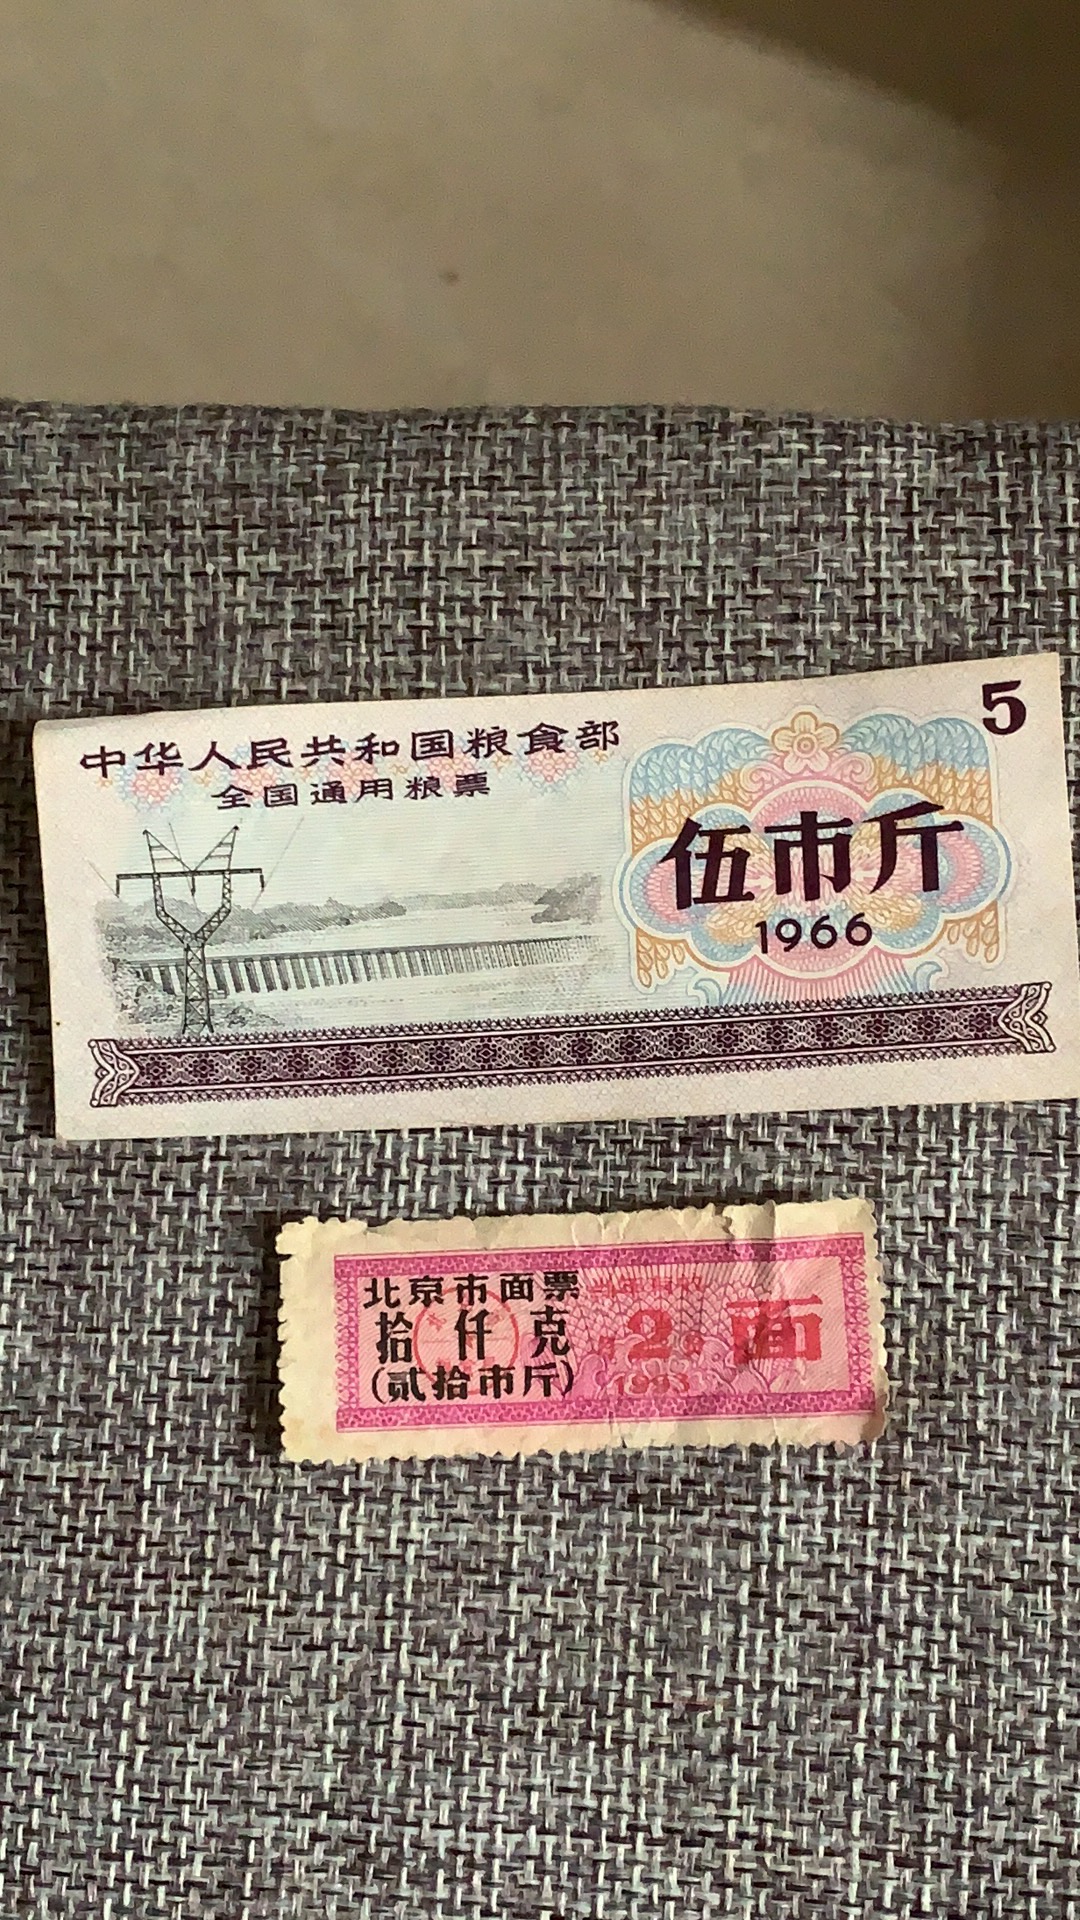 5
中华人民共和国粮食部
全国通用粮票
伍市斤
1966
北京市面票
拾仟克
(贰拾市斤)
2
面
1993